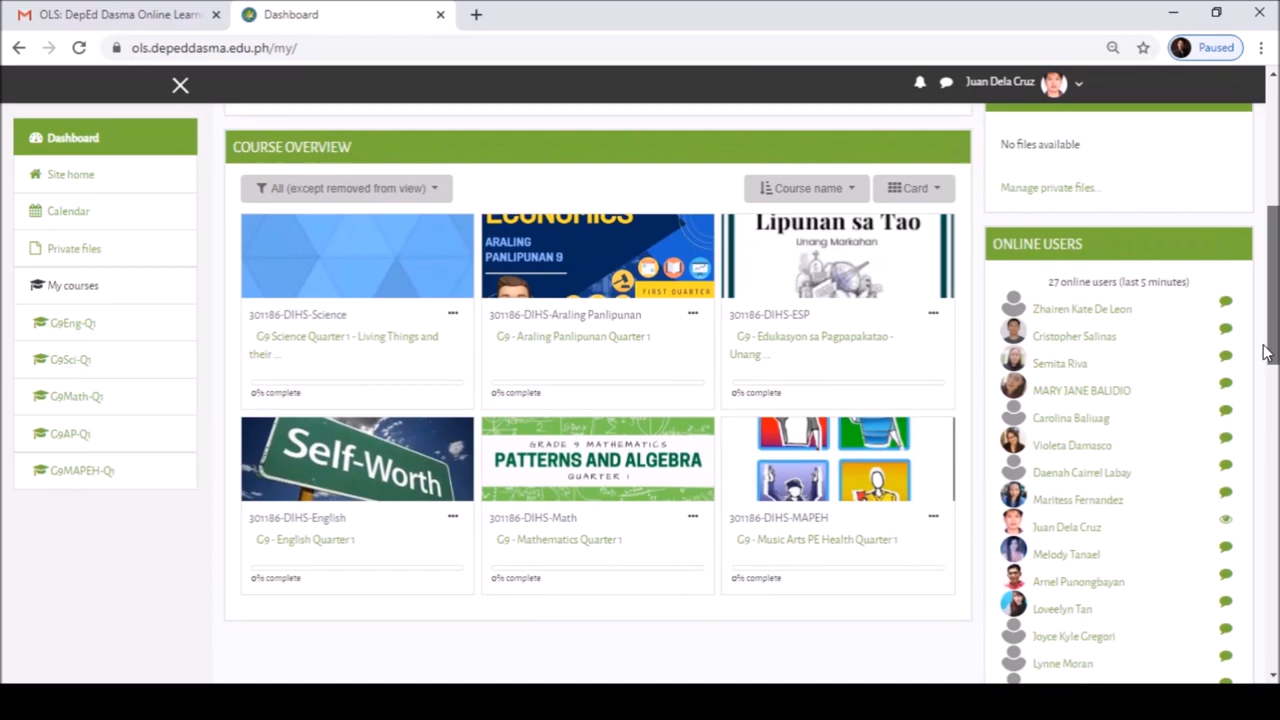 OLS: DepEd Dasma Online Learn
Dashboard
ols.depeddasma.edu.ph/my/
Paused
Juan Dela Cruz
Dashboard
Site home
Calendar
Private files
My courses
G9Eng-Q1
G9Sci-Q1
G9Math-Q1
G9AP-Q1
G9MAPEH-Q1
COURSE OVERVIEW
All (except removed from view)
Course name
Card
301186-DIHS-Science
G9 Science Quarter 1 - Living Things and
their ...
0% complete
ECONOMICS
ARALING
PANLIPUNAN 9
FIRST QUARTER
301186-DIHS-Araling Panlipunan
G9 - Araling Panlipunan Quarter 1
0% complete
Lipunan sa Tao
Unang Markahan
301186-DIHS-ESP
G9 - Edukasyon sa Pagpapakatao -
Unang ...
0% complete
Self-Worth
301186-DIHS-English
G9 - English Quarter 1
0% complete
GRADE 9 MATHEMATICS
PATTERNS AND ALGEBRA
QUARTER 1
301186-DIHS-Math
G9 - Mathematics Quarter 1
0% complete
301186-DIHS-MAPEH
G9 - Music Arts PE Health Quarter 1
0% complete
No files available
Manage private files...
ONLINE USERS
27 online users (last 5 minutes)
Zhairen Kate De Leon
Cristopher Salinas
Semita Riva
MARY JANE BALIDIO
Carolina Baliuag
Violeta Damasco
Daenah Cairrel Labay
Maritess Fernandez
Juan Dela Cruz
Melody Tanael
Arnel Punongbayan
Loveelyn Tan
Joyce Kyle Gregori
Lynne Moran